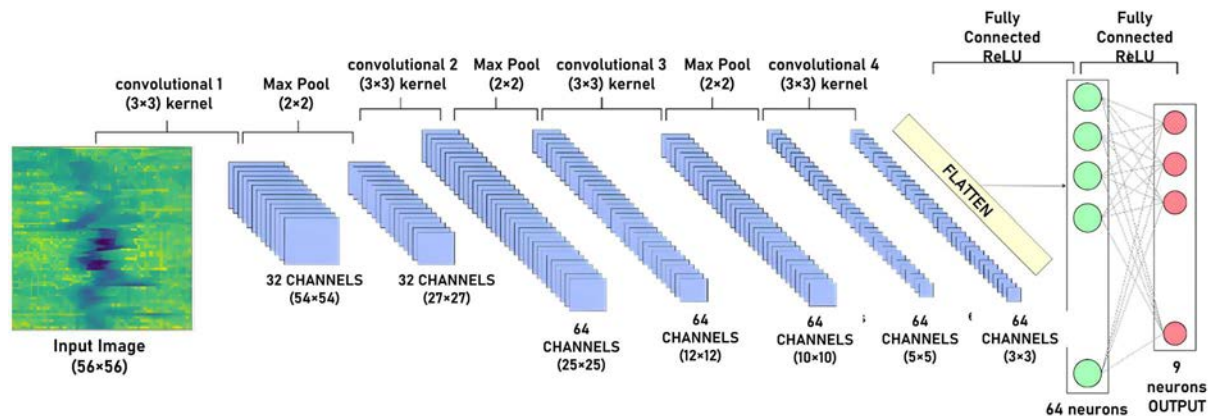 convolutional 1
(3×3) kernel
Max Pool
(2×2)
convolutional 2
(3×3) kernel
Max Pool
(2×2)
convolutional 3
(3×3) kernel
Max Pool
(2×2)
convolutional 4
(3×3) kernel
Fully
Connected
ReLU
Fully
Connected
ReLU
FLATTEN
Input Image
(56×56)
32 CHANNELS
(54×54)
32 CHANNELS
(27×27)
64
CHANNELS
(25×25)
64
CHANNELS
(12×12)
64
CHANNELS
(10×10)
64
CHANNELS
(5×5)
64
CHANNELS
(3×3)
64 neurons
9
neurons
OUTPUT